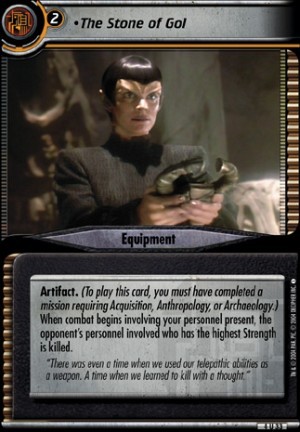 2
•The Stone of Gol
Equipment
Artifact. (To play this card, you must have completed a
mission requiring Acquisition, Anthropology, or Archaeology.)
When combat begins involving your personnel present, the
opponent's personnel involved who has the highest Strength
is killed.
"There was even a time when we used our telepathic abilities as
a weapon. A time when we learned to kill with a thought."
4 U 35